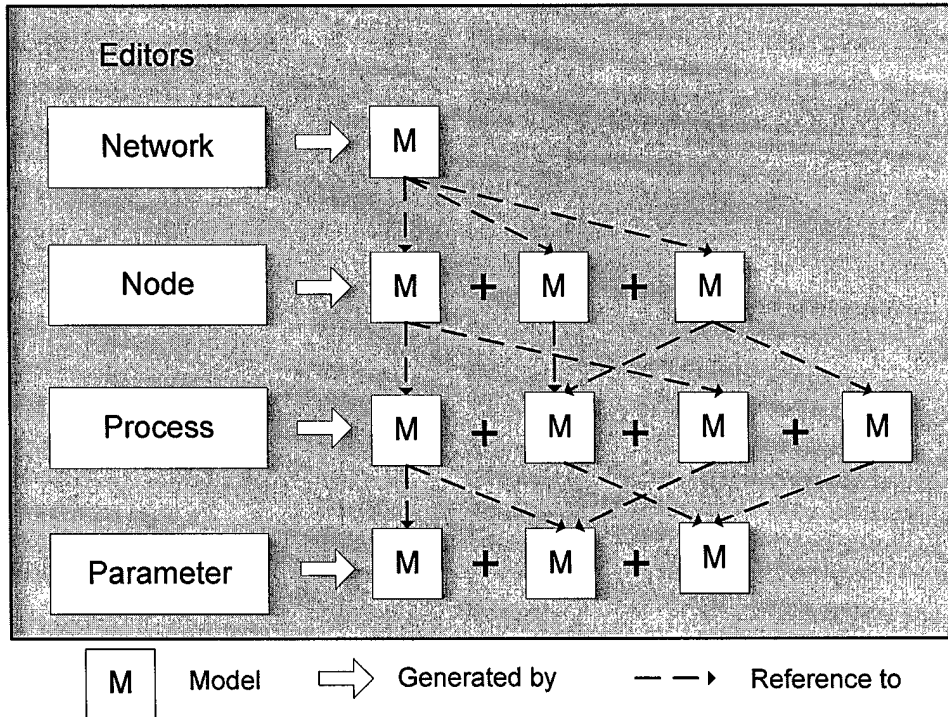 Editors
Network
M
Node
M + M + M
Process
M + M + M + M
Parameter
M + M + M
M Model Generated by Reference to